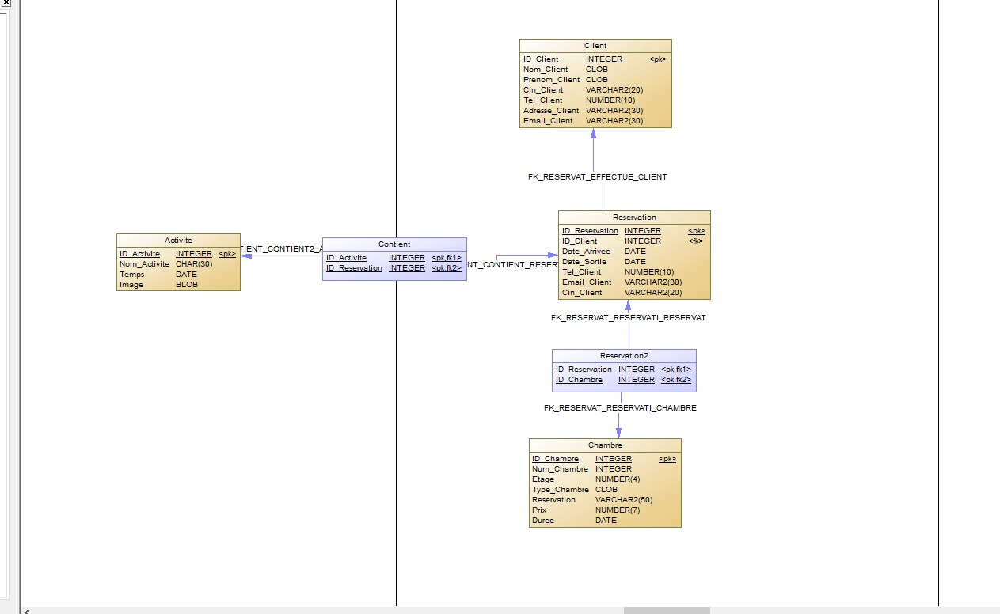 Client
ID_Client INTEGER <pk>
Nom_Client CLOB
Prenom_Client CLOB
Cin_Client VARCHAR2(20)
Tel_Client NUMBER(10)
Adresse_Client VARCHAR2(30)
Email_Client VARCHAR2(30)
FK_RESERVAT_EFFECTUE_CLIENT
Reservation
ID_Reservation INTEGER <pk>
ID_Client INTEGER <fk>
Date_Arrivee DATE
Date_Sortie DATE
Tel_Client NUMBER(10)
Email_Client VARCHAR2(30)
Cin_Client VARCHAR2(20)
Activite
ID_Activite INTEGER <pk>
Nom_Activite CHAR(30)
Temps DATE
Image BLOB
TIENT_CONTIENT2_A
Contient
ID_Activite INTEGER <pk,fk1>
ID_Reservation INTEGER <pk,fk2>
NT_CONTIENT_RESER
FK_RESERVAT_RESERVATI_RESERVAT
Reservation2
ID_Reservation INTEGER <pk,fk1>
ID_Chambre INTEGER <pk,fk2>
FK_RESERVAT_RESERVATI_CHAMBRE
Chambre
ID_Chambre INTEGER <pk>
Num_Chambre INTEGER
Etage NUMBER(4)
Type_Chambre CLOB
Reservation VARCHAR2(50)
Prix NUMBER(7)
Duree DATE